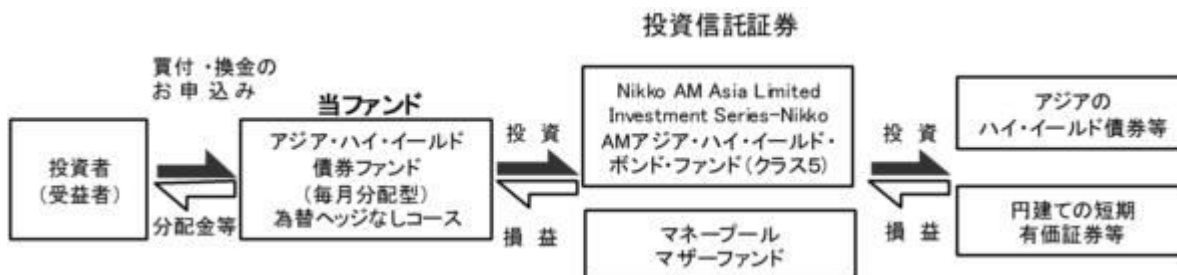 投資信託証券
買付・換金の
お申込み
当ファンド
投資者
(受益者)
分配金等
アジア・ハイ・イールド
債券ファンド
(毎月分配型)
為替ヘッジなしコース
投資
損益
Nikko AM Asia Limited
Investment Series-Nikko
AMアジア・ハイ・イールド・
ボンド・ファンド(クラス5)
マネープール
マザーファンド
投資
損益
アジアの
ハイ・イールド債券等
円建ての短期
有価証券等